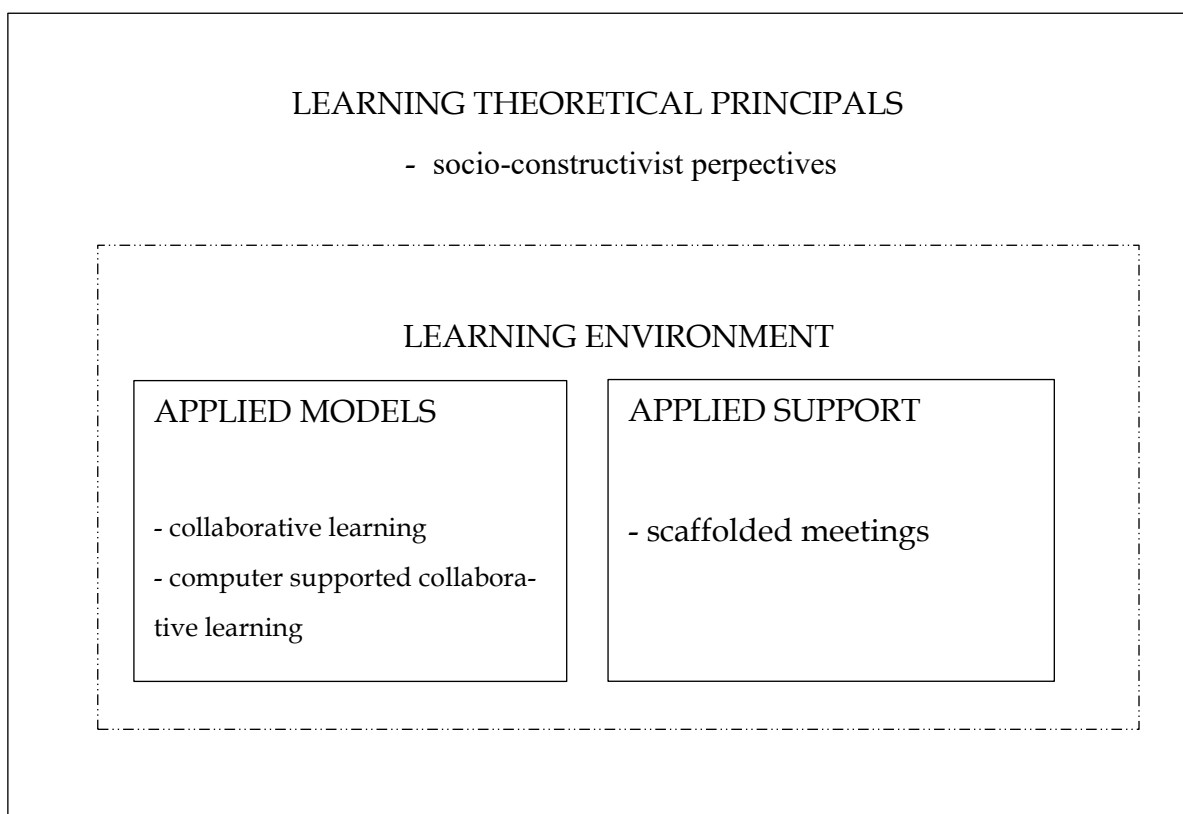 LEARNING THEORETICAL PRINCIPALS
- socio-constructivist perpectives
LEARNING ENVIRONMENT
APPLIED MODELS
- collaborative learning
- computer supported collabora-
tive learning
APPLIED SUPPORT
- scaffolded meetings